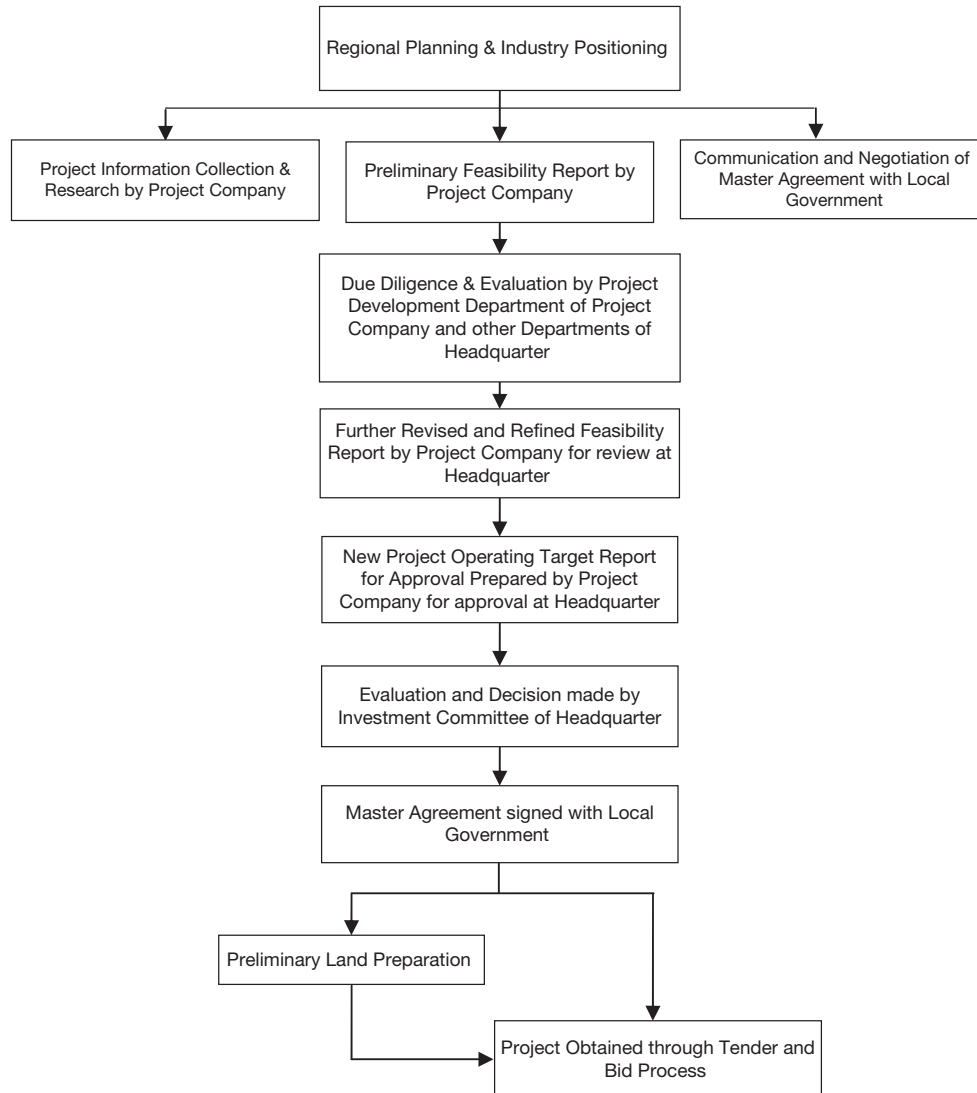 Regional Planning & Industry Positioning
Project Information Collection &
Research by Project Company
Preliminary Feasibility Report by
Project Company
Communication and Negotiation of
Master Agreement with Local
Government
Due Diligence & Evaluation by Project
Development Department of Project
Company and other Departments of
Headquarter
Further Revised and Refined Feasibility
Report by Project Company for review at
Headquarter
New Project Operating Target Report
for Approval Prepared by Project
Company for approval at Headquarter
Evaluation and Decision made by
Investment Committee of Headquarter
Master Agreement signed with Local
Government
Preliminary Land Preparation
Project Obtained through Tender and
Bid Process